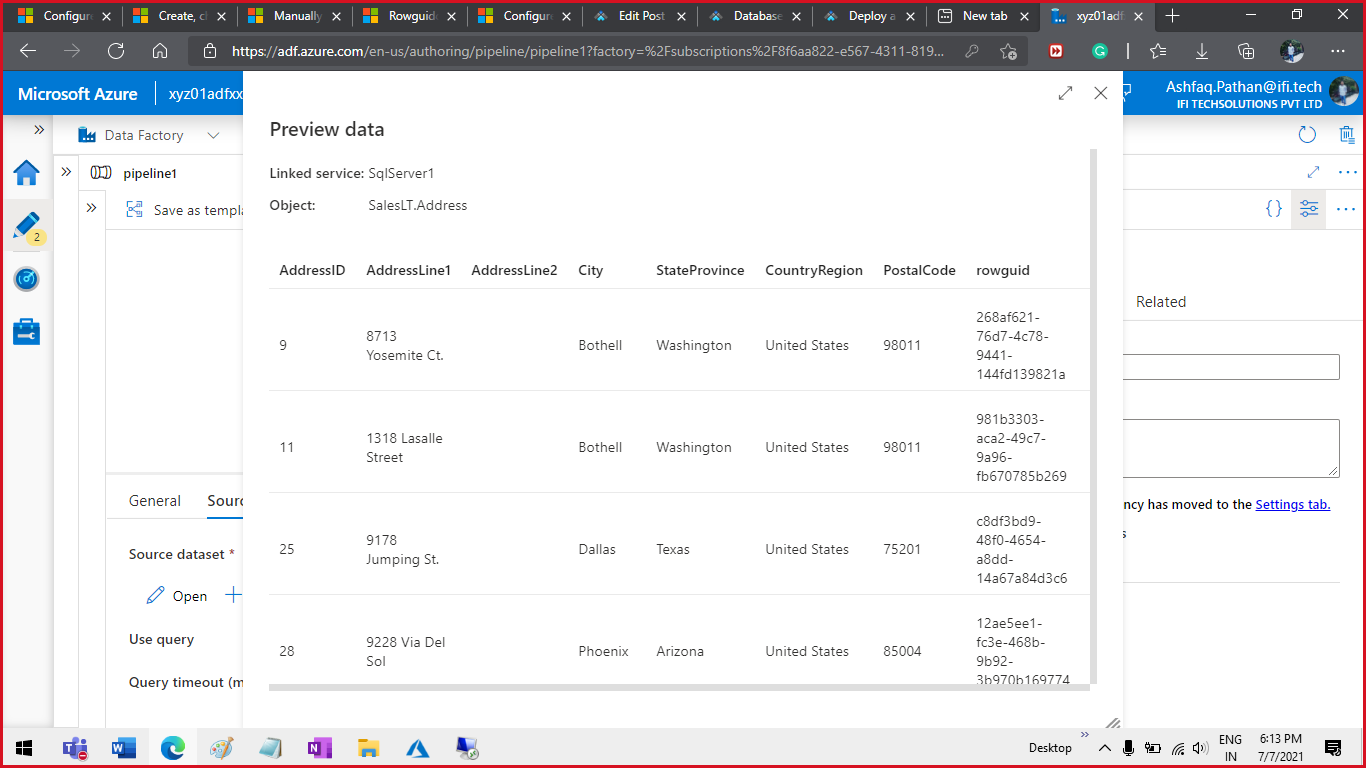 Configure
Create, c
Manually
Rowguid
Configure
Edit Post
Database
Deploy a
New tab
xyz01adf
https://adf.azure.com/en-us/authoring/pipeline/pipeline1?factory=%2Fsubscriptions%2F8f6aa822-e567-4311-819...
Microsoft Azure
xyz01adfxx
Ashfaq.Pathan@ifi.tech
IFI TECHSOLUTIONS PVT LTD
Data Factory
pipeline1
Save as templa
2
Preview data
Linked service: SqlServer1
Object: SalesLT.Address
AddressID AddressLine1 AddressLine2 City StateProvince CountryRegion PostalCode rowguid
9 8713 Yosemite Ct. Bothell Washington United States 98011 268af621-76d7-4c78-9441-144fd139821a
11 1318 Lasalle Street Bothell Washington United States 98011 981b3303-aca2-49c7-9a96-fb670785b269
25 9178 Jumping St. Dallas Texas United States 75201 c8df3bd9-48f0-4654-a8dd-14a67a84d3c6
28 9228 Via Del Sol Phoenix Arizona United States 85004 12ae5ee1-fc3e-468b-9b92-3b970b169774
Related
ncy has moved to the Settings tab.
s
General
Sourc
Source dataset *
Open
Use query
Query timeout (m
Desktop
ENG
IN
6:13 PM
7/7/2021